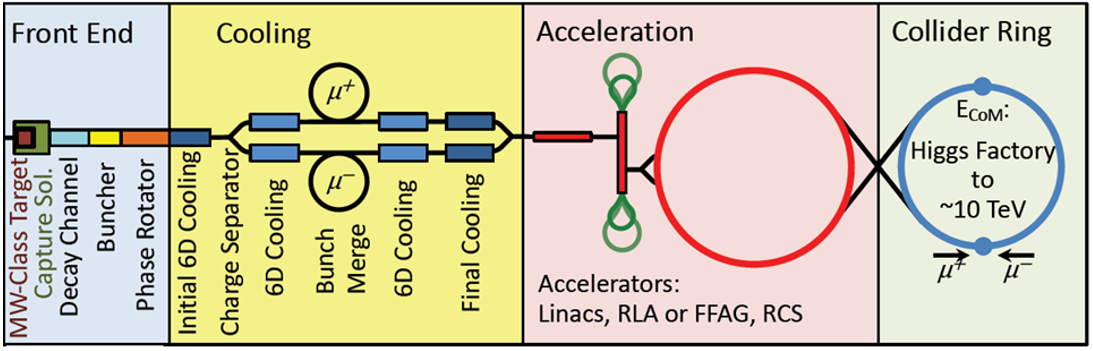 Front End
Cooling
Acceleration
Collider Ring
MW-Class Target
Capture Sol.
Decay Channel
Buncher
Phase Rotator
Initial 6D Cooling
Charge Separator
6D Cooling
μ+
μ−
Bunch
Merge
6D Cooling
Final Cooling
Accelerators:
Linacs, RLA or FFAG, RCS
ECoM:
Higgs Factory
to
~10 TeV
μ+
μ−